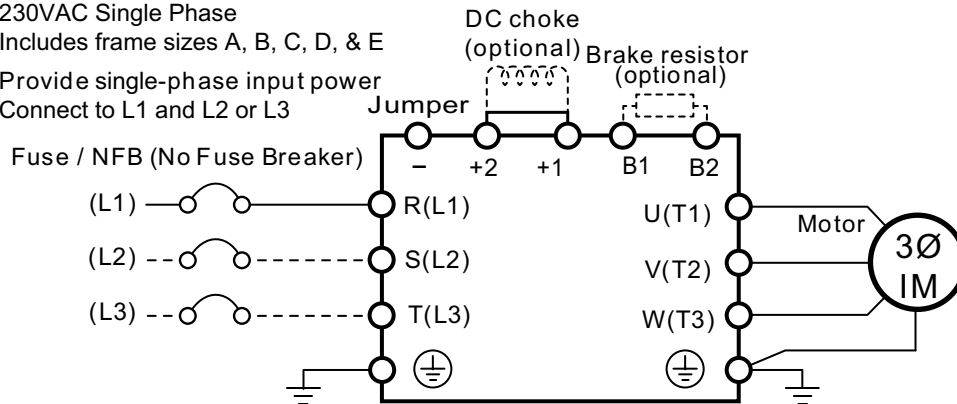 230VAC Single Phase
Includes frame sizes A, B, C, D, & E
Provide single-phase input power
Connect to L1 and L2 or L3
DC choke
(optional)
Brake resistor
(optional)
Jumper
Fuse / NFB (No Fuse Breaker)
− +2 +1 B1 B2
(L1) R(L1) U(T1) Motor
(L2) S(L2) V(T2) 3Ø
IM
(L3) T(L3) W(T3)